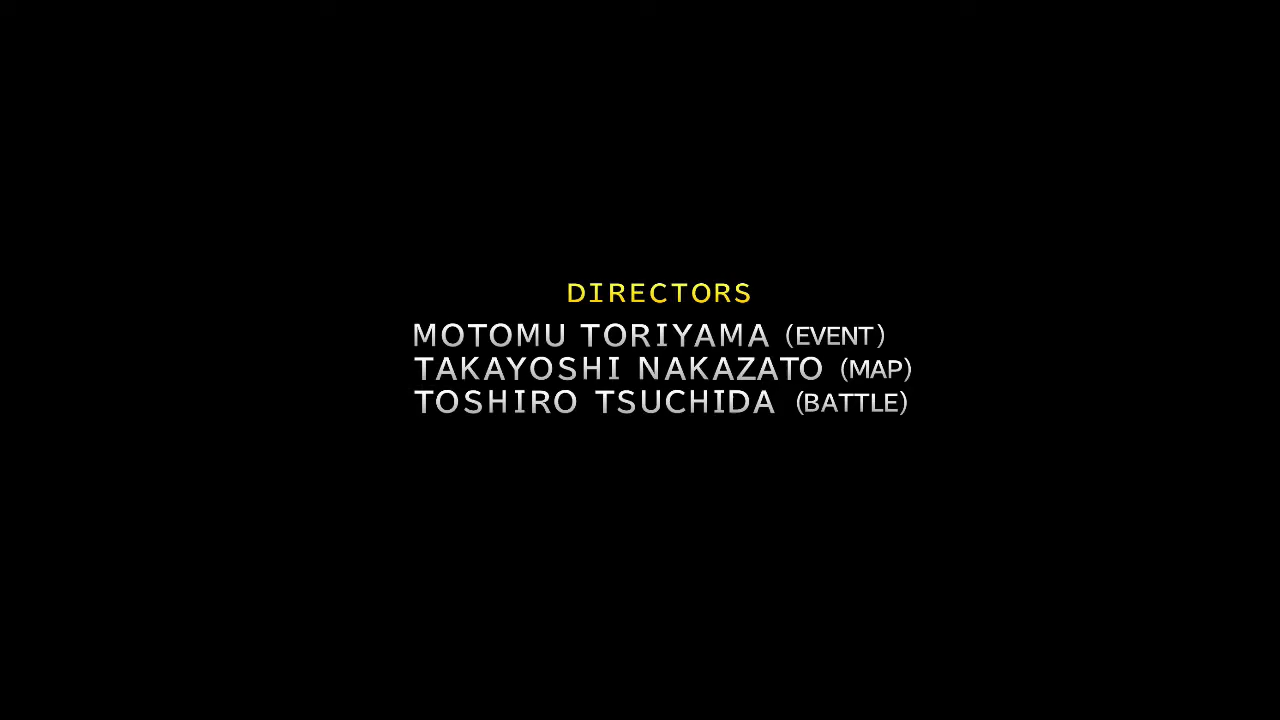 DIRECTORS
MOTOMU TORIYAMA (EVENT)
TAKAYOSHI NAKAZATO (MAP)
TOSHIRO TSUCHIDA (BATTLE)